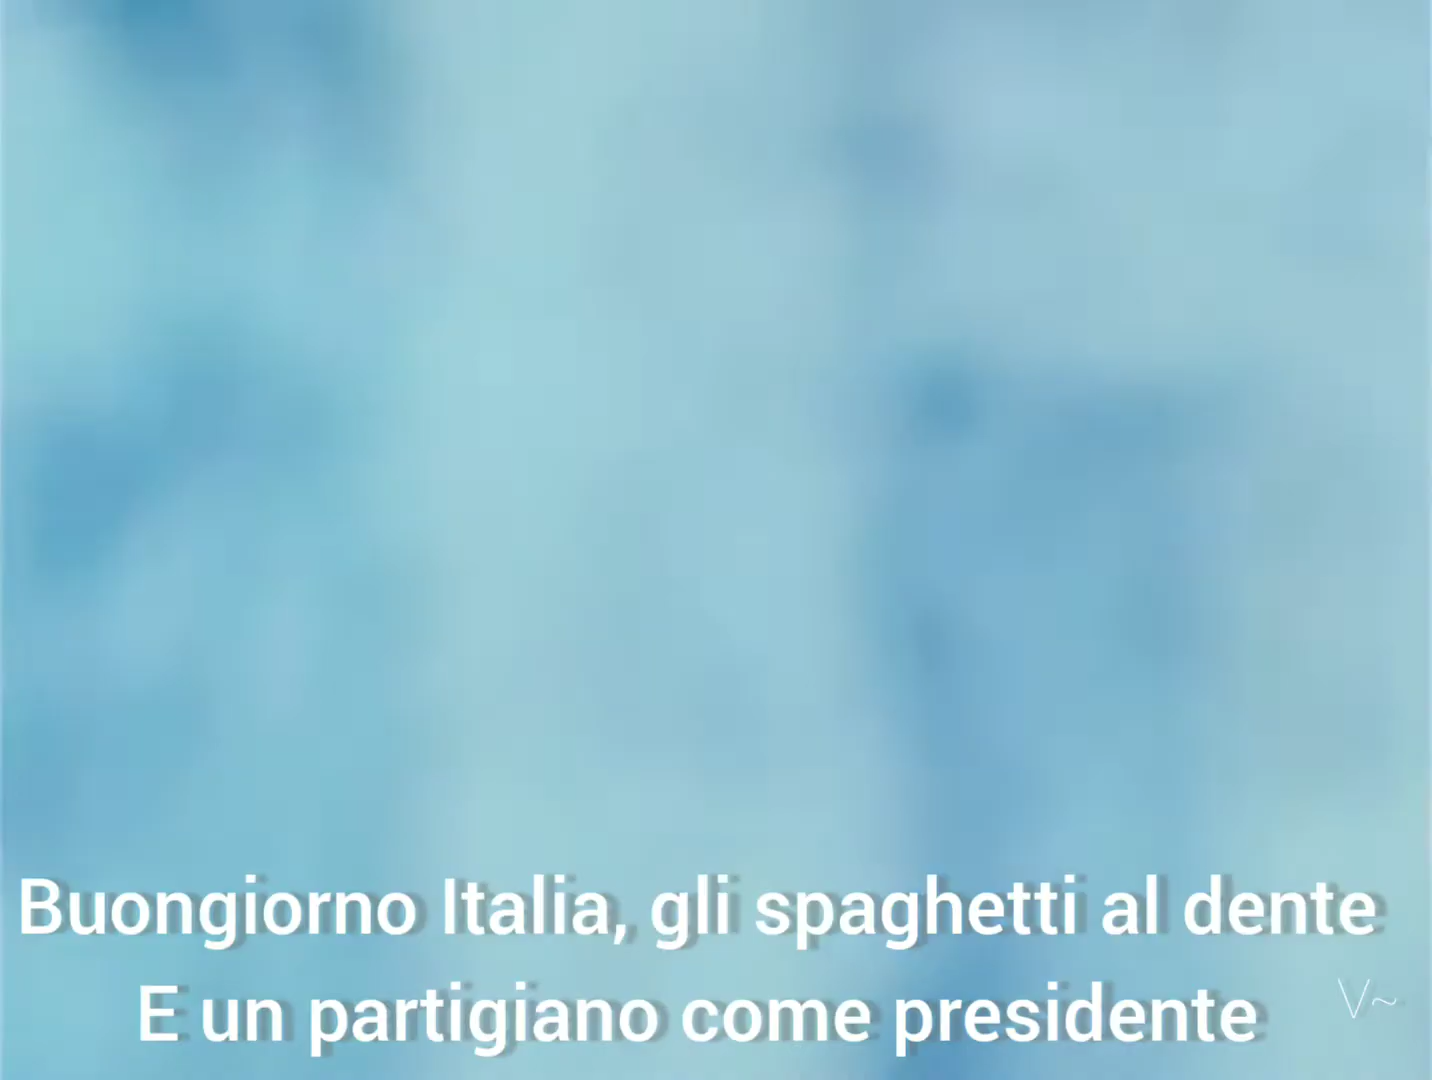 Buongiorno Italia, gli spaghetti al dente
E un partigiano come presidente
V~